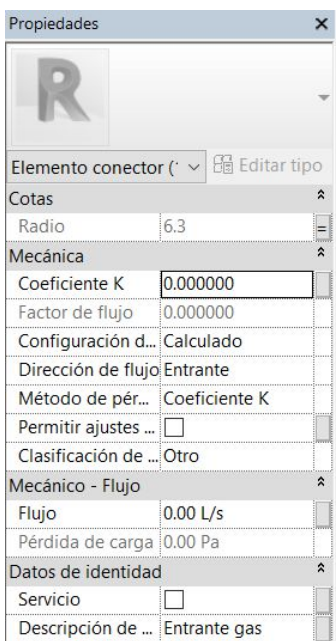 Propiedades ×
R
Elemento conector (' Editar tipo
Cotas
Radio 6.3 =
Mecánica
Coeficiente K 0.000000
Factor de flujo 0.000000
Configuración d... Calculado
Dirección de flujo Entrante
Método de pér... Coeficiente K
Permitir ajustes ...
Clasificación de ... Otro
Mecánico - Flujo
Flujo 0.00 L/s
Pérdida de carga 0.00 Pa
Datos de identidad
Servicio
Descripción de ... Entrante gas